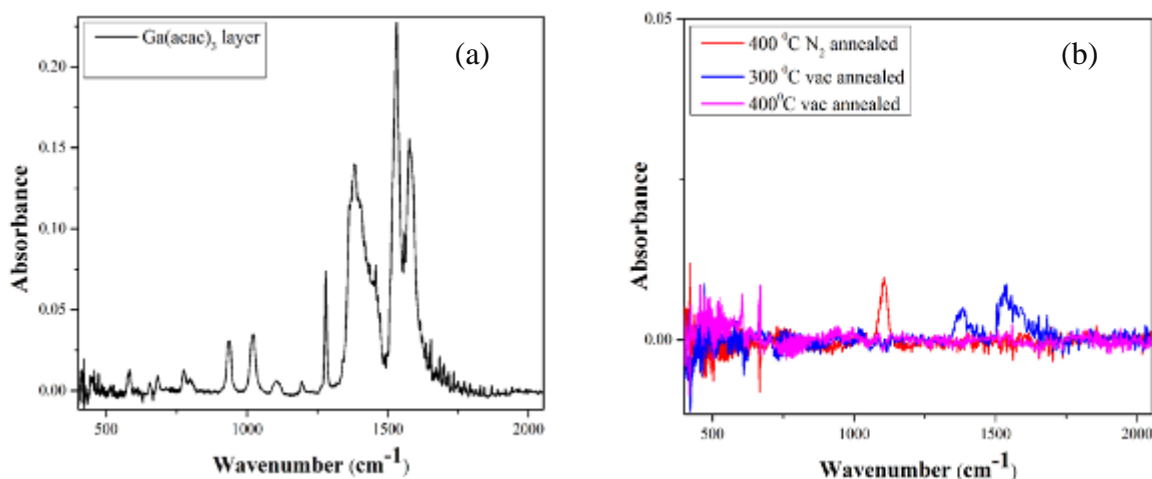 Ga(acac)3 layer
(a)
0.20
0.15
0.10
0.05
0.00
Absorbance
500 1000 1500 2000
Wavenumber (cm-1)
0.05
400 0C N2 annealed
300 0C vac annealed
4000C vac annealed
(b)
0.00
Absorbance
500 1000 1500 2000
Wavenumber (cm-1)